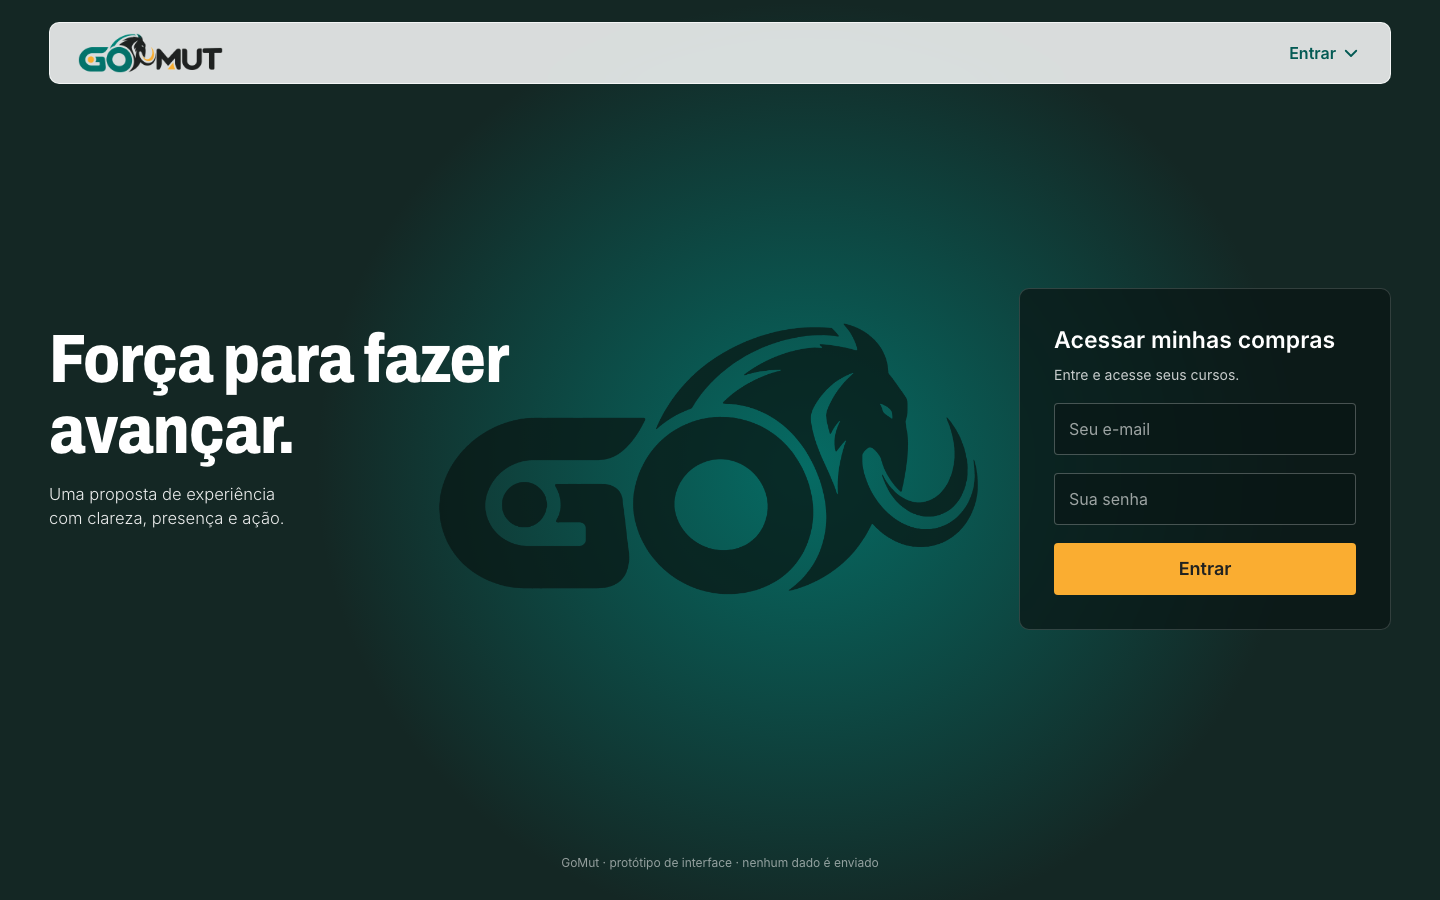 GOMUT
Entrar
Força para fazer
avançar.
Uma proposta de experiência
com clareza, presença e ação.
GO
Acessar minhas compras
Entre e acesse seus cursos.
Seu e-mail
Sua senha
Entrar
GoMut · protótipo de interface · nenhum dado é enviado